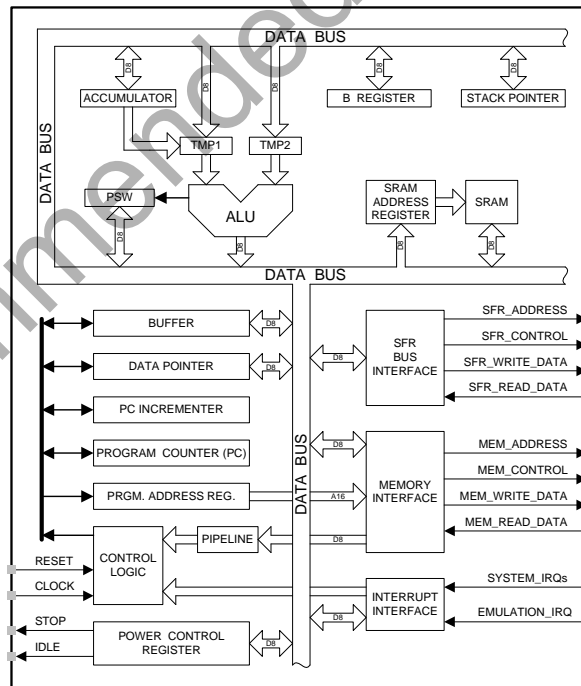 DATA BUS
D8
D8
D8
D8
D8
ACCUMULATOR
B REGISTER
STACK POINTER
DATA BUS
TMP1
TMP2
PSW
ALU
SRAM ADDRESS REGISTER
SRAM
D8
D8
D8
D8
DATA BUS
BUFFER
D8
DATA POINTER
D8
PC INCREMENTER
PROGRAM COUNTER (PC)
PRGM. ADDRESS REG.
A16
DATA BUS
D8
SFR BUS INTERFACE
SFR_ADDRESS
SFR_CONTROL
SFR_WRITE_DATA
SFR_READ_DATA
D8
MEMORY INTERFACE
MEM_ADDRESS
MEM_CONTROL
MEM_WRITE_DATA
MEM_READ_DATA
RESET
CLOCK
CONTROL LOGIC
PIPELINE
D8
STOP
IDLE
POWER CONTROL REGISTER
D8
D8
INTERRUPT INTERFACE
SYSTEM_IRQs
EMULATION_IRQ